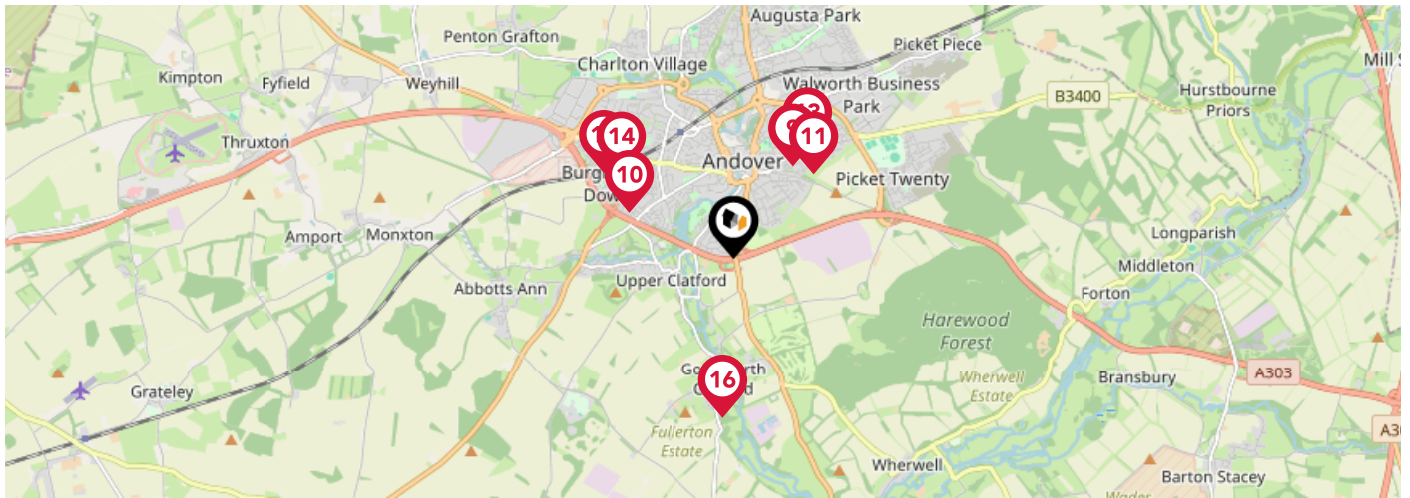 Augusta Park
Penton Grafton
Picket Piece
Charlton Village
Kimpton
Fyfield
Weyhill
Walworth Business
Park
B3400
Hurstbourne
Priors
14
11
Thruxton
Andover
10
Picket Twenty
Amport
Monxton
Longparish
Middleton
Upper Clatford
Abbotts Ann
Forton
Harewood
Forest
16
A303
Bransbury
Wherwell
Estate
Grateley
Fullerton
Estate
Wherwell
Barton Stacey